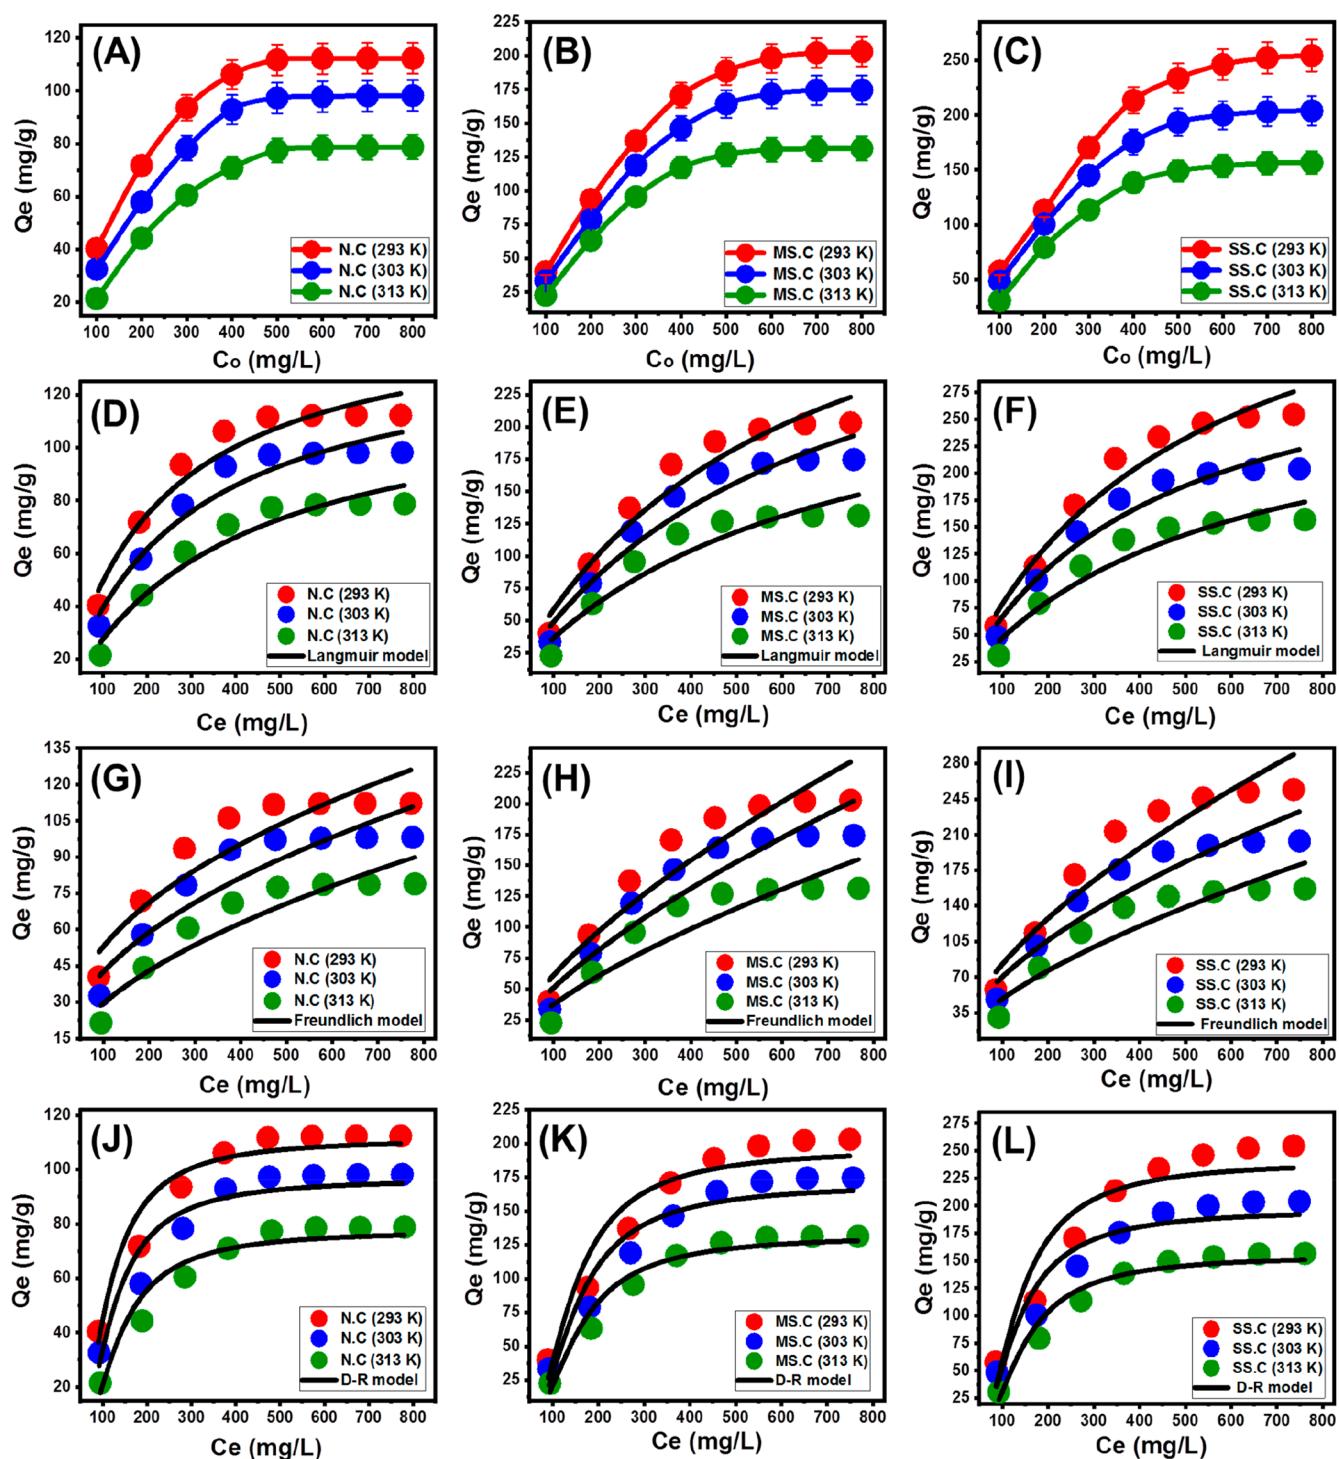 (A)
Qe (mg/g)
120
100
80
60
40
20
N.C (293 K)
N.C (303 K)
N.C (313 K)
100 200 300 400 500 600 700 800
Co (mg/L)
(B)
Qe (mg/g)
225
200
175
150
125
100
75
50
25
MS.C (293 K)
MS.C (303 K)
MS.C (313 K)
100 200 300 400 500 600 700 800
Co (mg/L)
(C)
Qe (mg/g)
250
200
150
100
50
SS.C (293 K)
SS.C (303 K)
SS.C (313 K)
100 200 300 400 500 600 700 800
Co (mg/L)
(D)
Qe (mg/g)
120
100
80
60
40
20
N.C (293 K)
N.C (303 K)
N.C (313 K)
Langmuir model
100 200 300 400 500 600 700 800
Ce (mg/L)
(E)
Qe (mg/g)
225
200
175
150
125
100
75
50
25
MS.C (293 K)
MS.C (303 K)
MS.C (313 K)
Langmuir model
100 200 300 400 500 600 700 800
Ce (mg/L)
(F)
Qe (mg/g)
275
250
225
200
175
150
125
100
75
50
25
SS.C (293 K)
SS.C (303 K)
SS.C (313 K)
Langmuir model
100 200 300 400 500 600 700 800
Ce (mg/L)
(G)
Qe (mg/g)
135
120
105
90
75
60
45
30
15
N.C (293 K)
N.C (303 K)
N.C (313 K)
Freundlich model
100 200 300 400 500 600 700 800
Ce (mg/L)
(H)
Qe (mg/g)
225
200
175
150
125
100
75
50
25
MS.C (293 K)
MS.C (303 K)
MS.C (313 K)
Freundlich model
100 200 300 400 500 600 700 800
Ce (mg/L)
(I)
Qe (mg/g)
280
245
210
175
140
105
70
35
SS.C (293 K)
SS.C (303 K)
SS.C (313 K)
Freundlich model
100 200 300 400 500 600 700 800
Ce (mg/L)
(J)
Qe (mg/g)
120
100
80
60
40
20
N.C (293 K)
N.C (303 K)
N.C (313 K)
D-R model
100 200 300 400 500 600 700 800
Ce (mg/L)
(K)
Qe (mg/g)
225
200
175
150
125
100
75
50
25
MS.C (293 K)
MS.C (303 K)
MS.C (313 K)
D-R model
100 200 300 400 500 600 700 800
Ce (mg/L)
(L)
Qe (mg/g)
275
250
225
200
175
150
125
100
75
50
25
SS.C (293 K)
SS.C (303 K)
SS.C (313 K)
D-R model
100 200 300 400 500 600 700 800
Ce (mg/L)